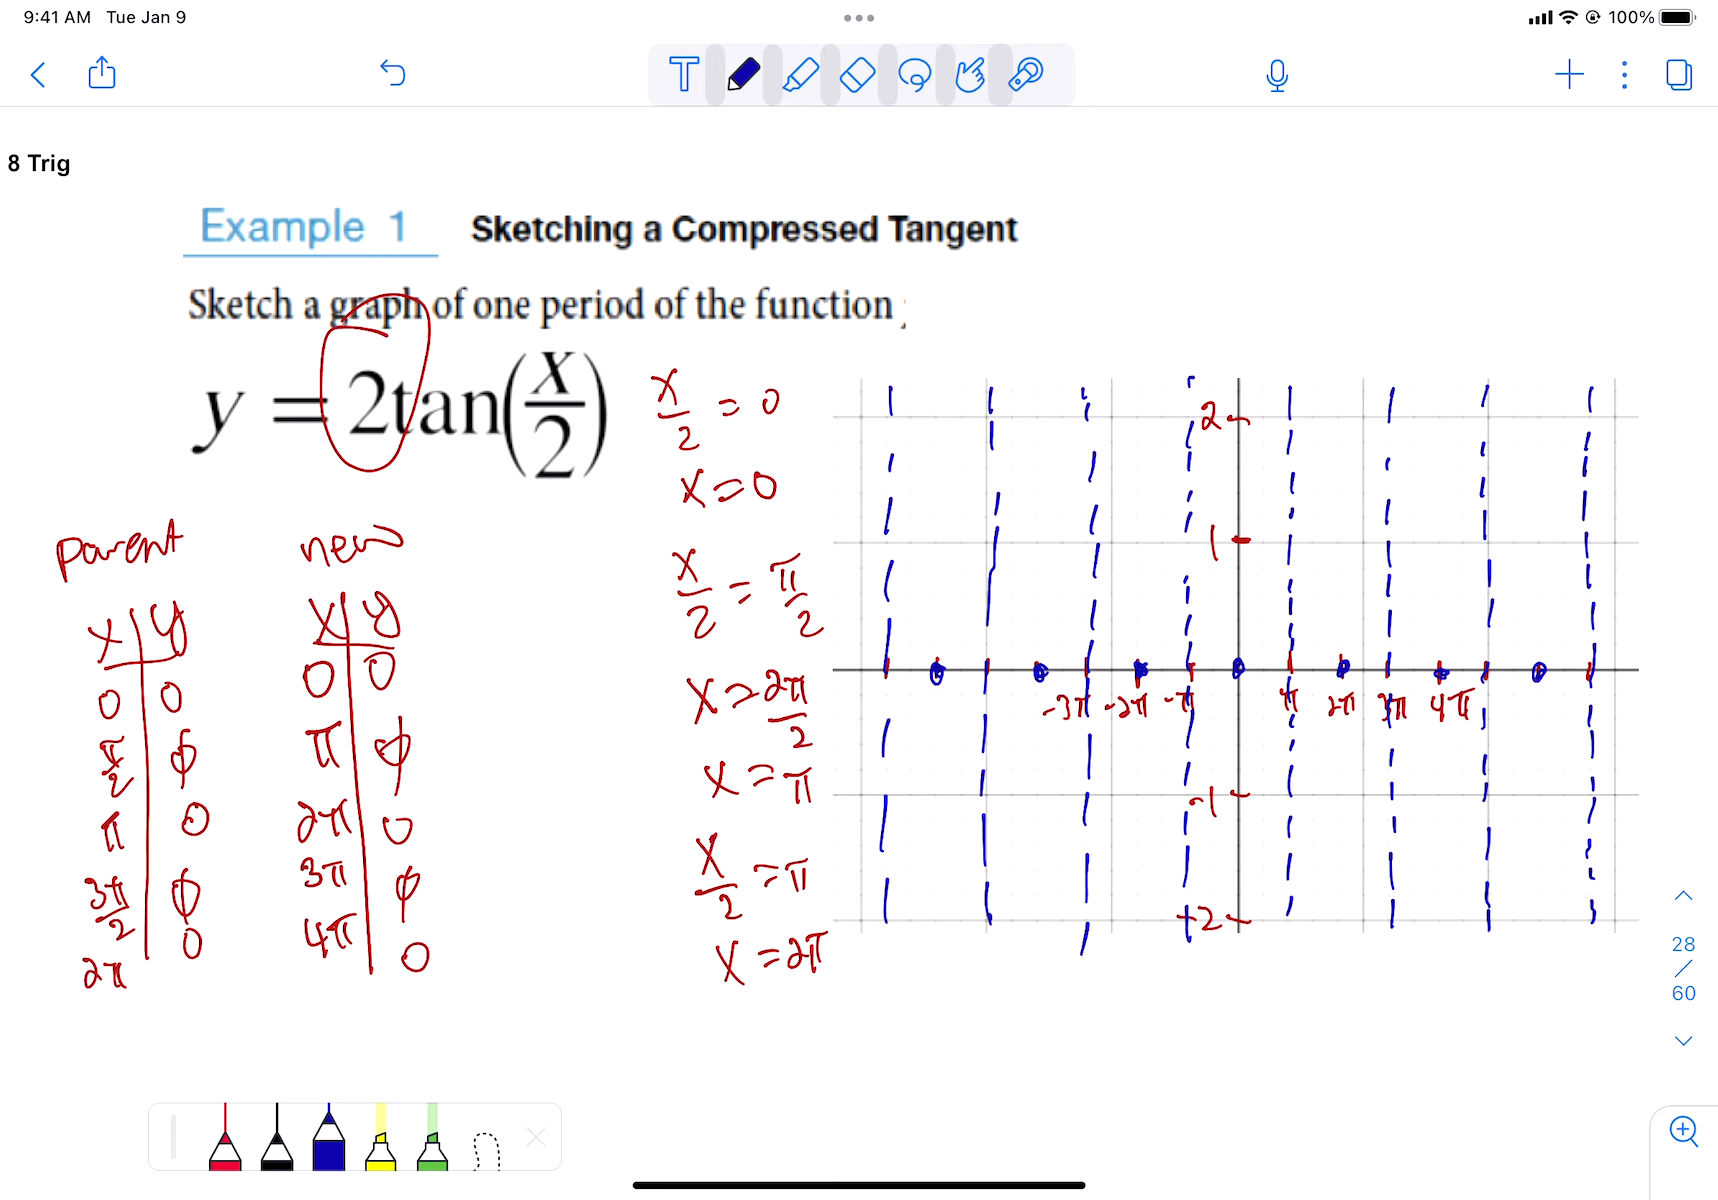 9:41 AM Tue Jan 9
100%
8 Trig
Example 1 Sketching a Compressed Tangent
Sketch a graph of one period of the function
y = 2tan(x/2)
x/2 = 0
x = 0
x/2 = π/2
x = 2π/2
x = π
x/2 = π
x = 2π
parent
x | y
0 | 0
π/2 | ϕ
π | 0
3π/2 | ϕ
2π | 0
new
x | y
0 | 0
π | ϕ
2π | 0
3π | ϕ
4π | 0
2
1
-3π -2π -π π 2π 3π 4π
-1
-2
28
/
60